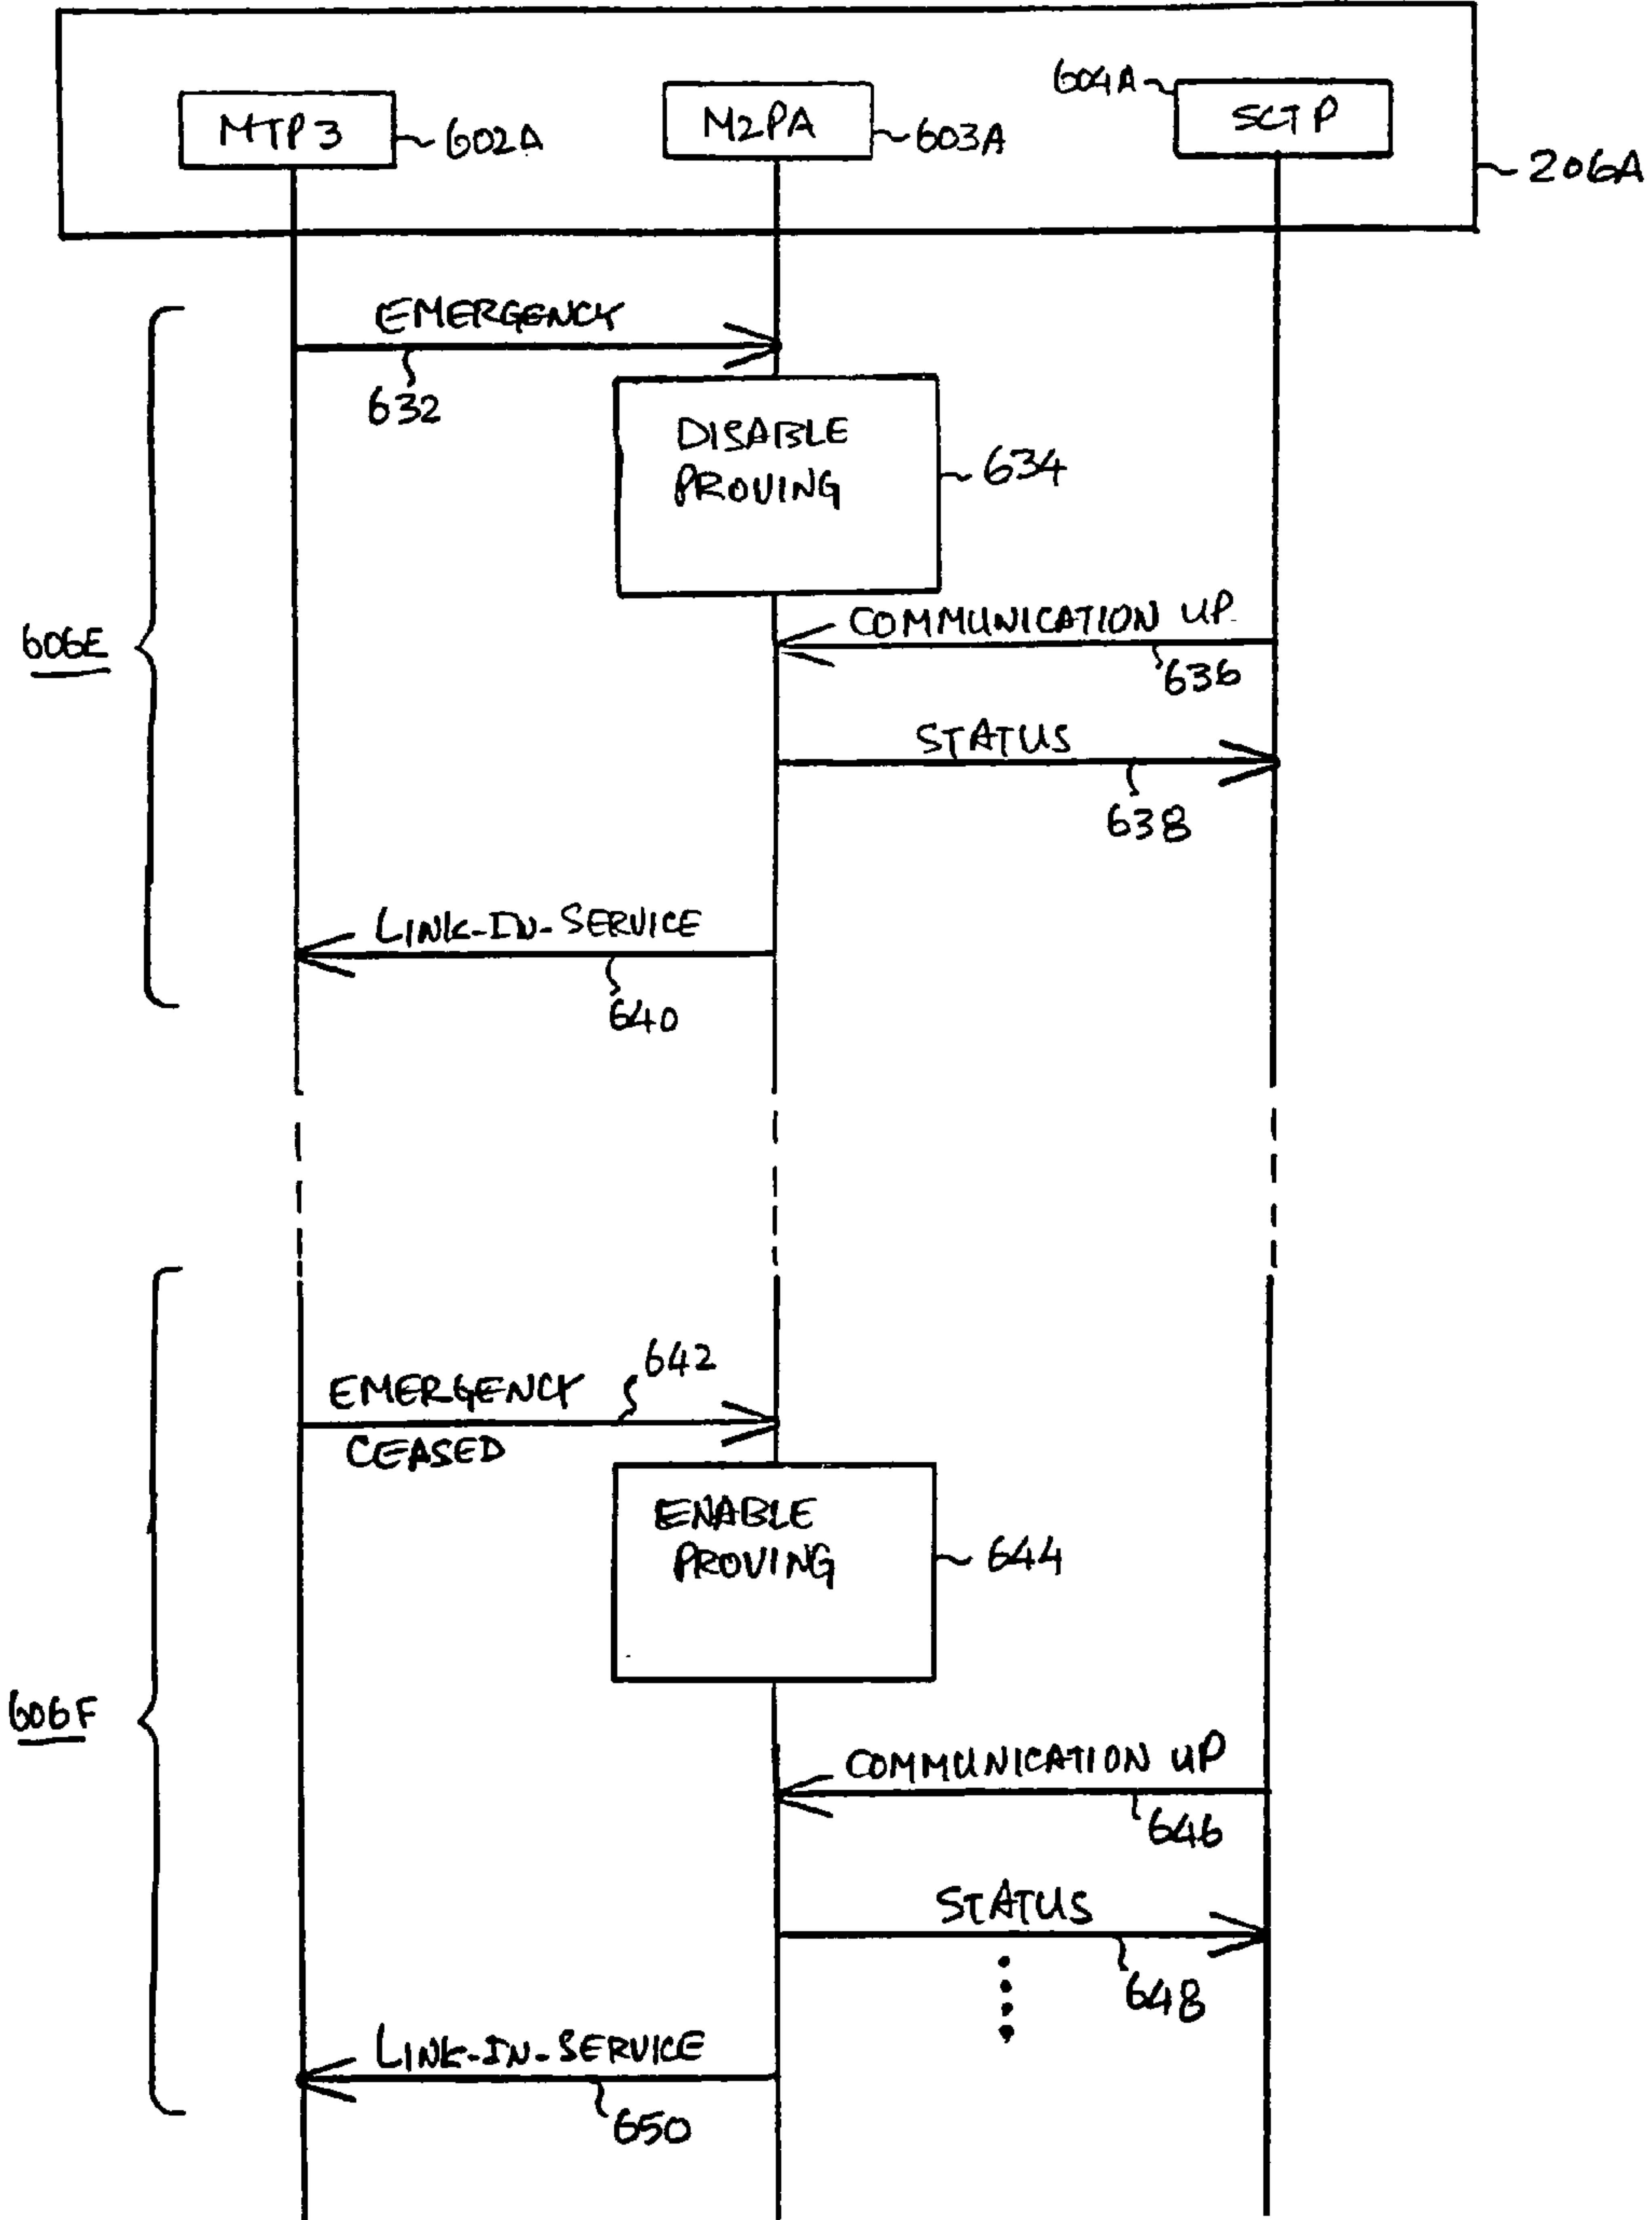 MTP3
602A
M2PA
603A
604A
SCTP
206A
EMERGENCY
632
DISABLE
PROVING
634
606E
COMMUNICATION UP
636
STATUS
638
LINK-IN-SERVICE
640
642
EMERGENCY
CEASED
ENABLE
PROVING
644
606F
COMMUNICATION UP
646
STATUS
648
LINK-IN-SERVICE
650